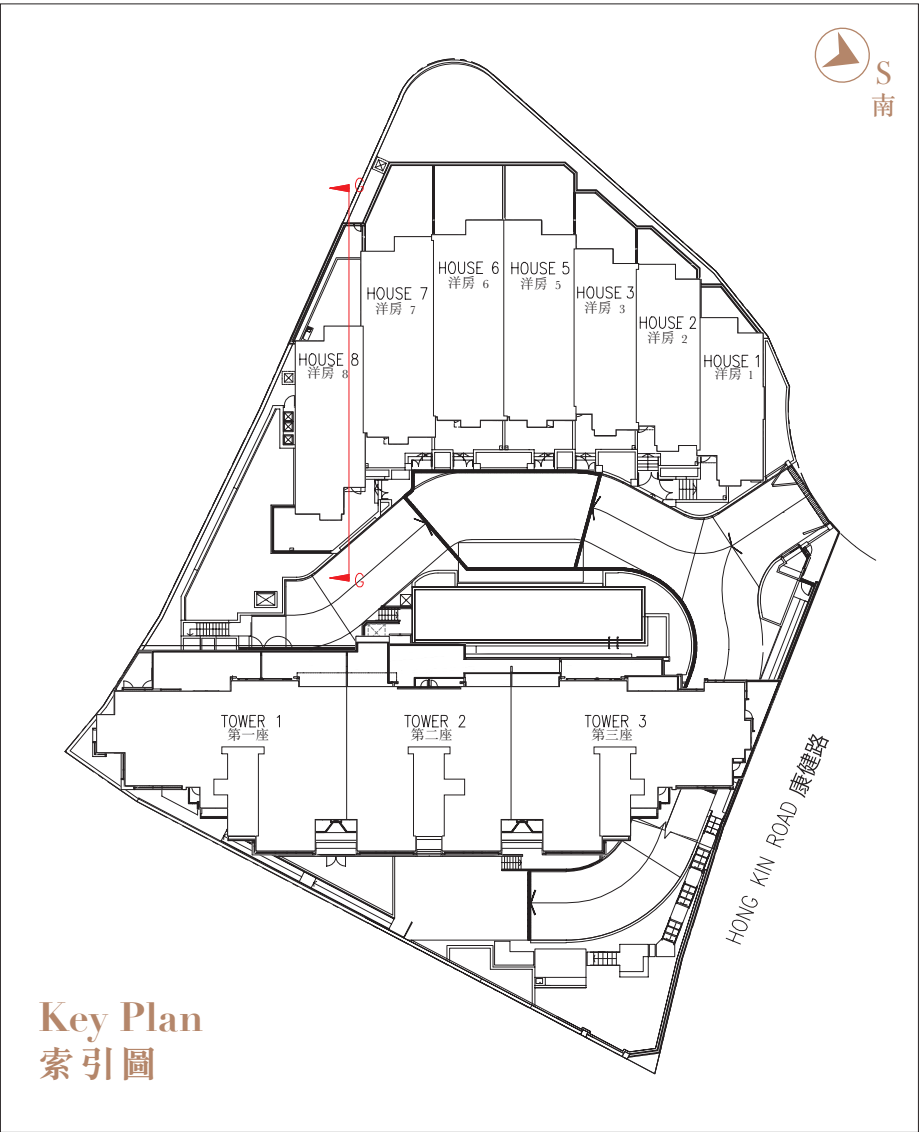 S
南
G
HOUSE 6
洋房 6
HOUSE 5
洋房 5
HOUSE 7
洋房 7
HOUSE 3
洋房 3
HOUSE 2
洋房 2
HOUSE 8
洋房 8
HOUSE 1
洋房 1
G
TOWER 1
第一座
TOWER 2
第二座
TOWER 3
第三座
HONG KIN ROAD 康健路
Key Plan
索引圖